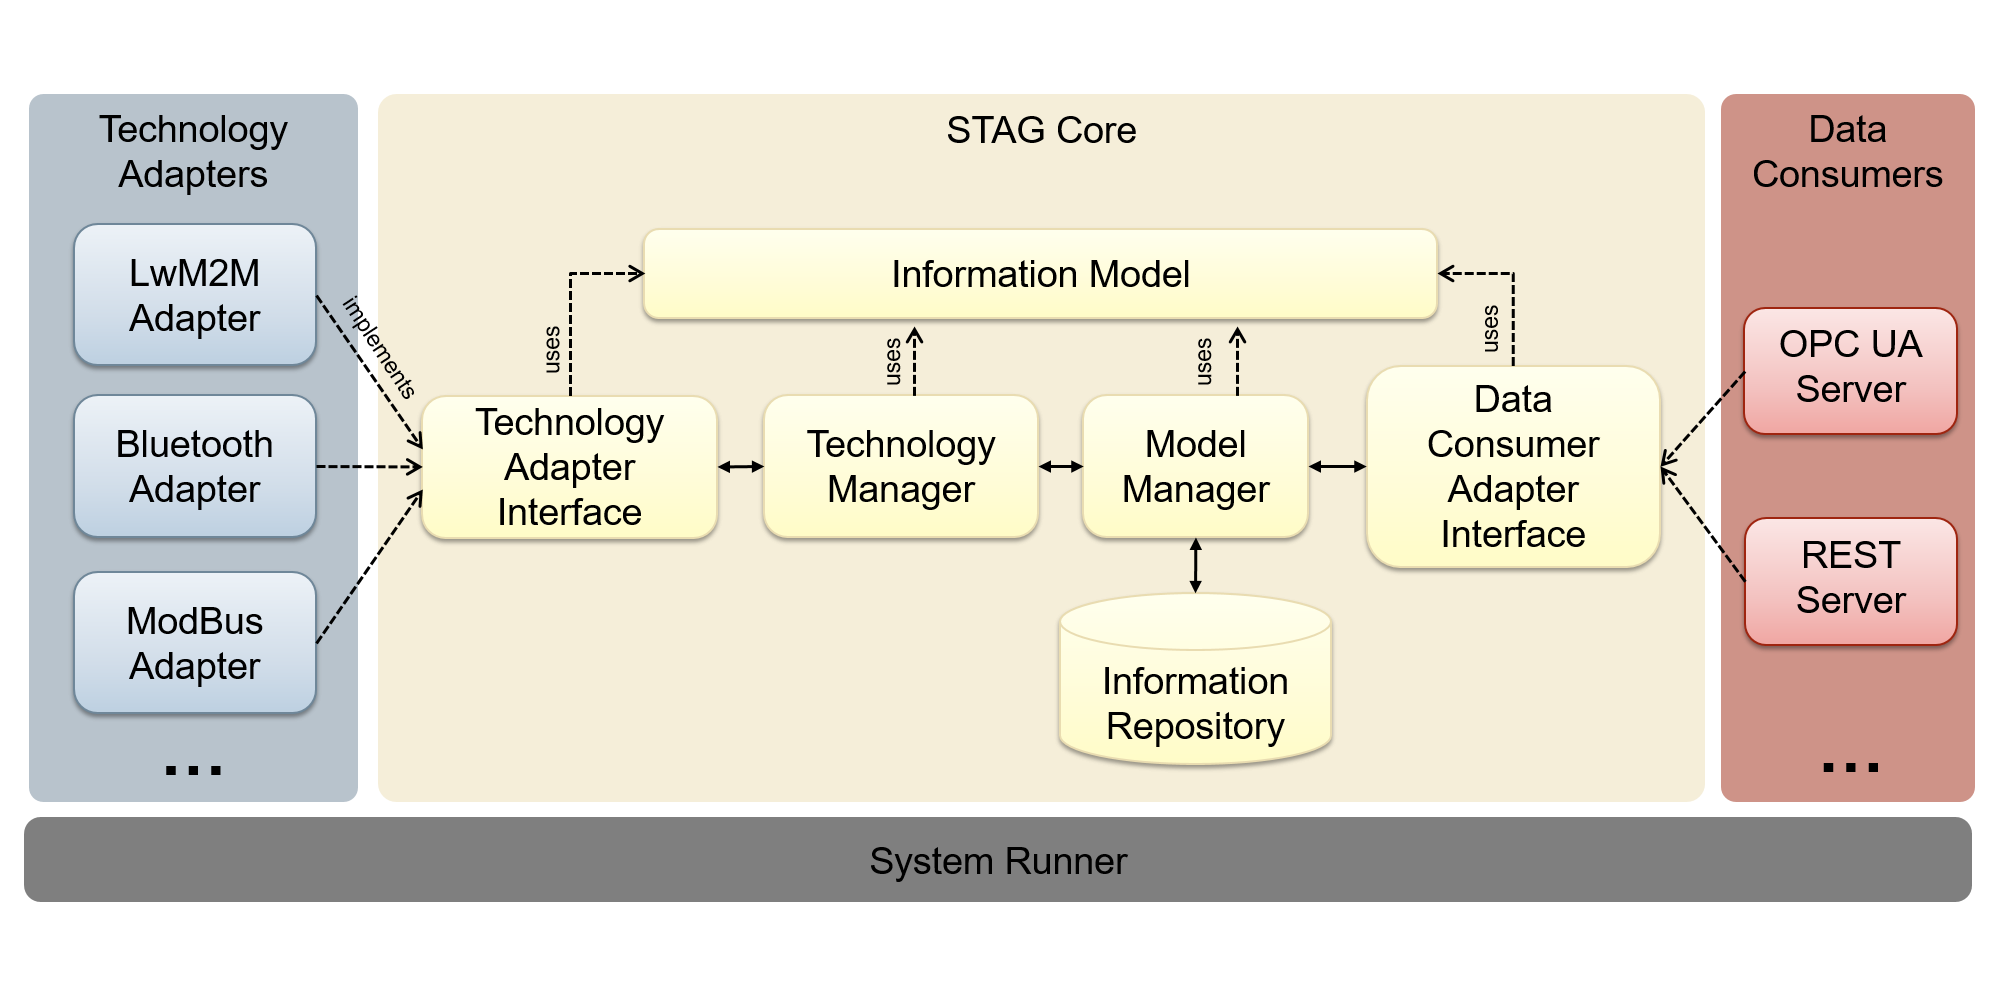 Technology
Adapters
LwM2M
Adapter
Bluetooth
Adapter
ModBus
Adapter
...
implements
STAG Core
Information Model
uses
uses
uses
uses
Technology
Adapter
Interface
Technology
Manager
Model
Manager
Data
Consumer
Adapter
Interface
Information
Repository
Data
Consumers
OPC UA
Server
REST
Server
...
System Runner